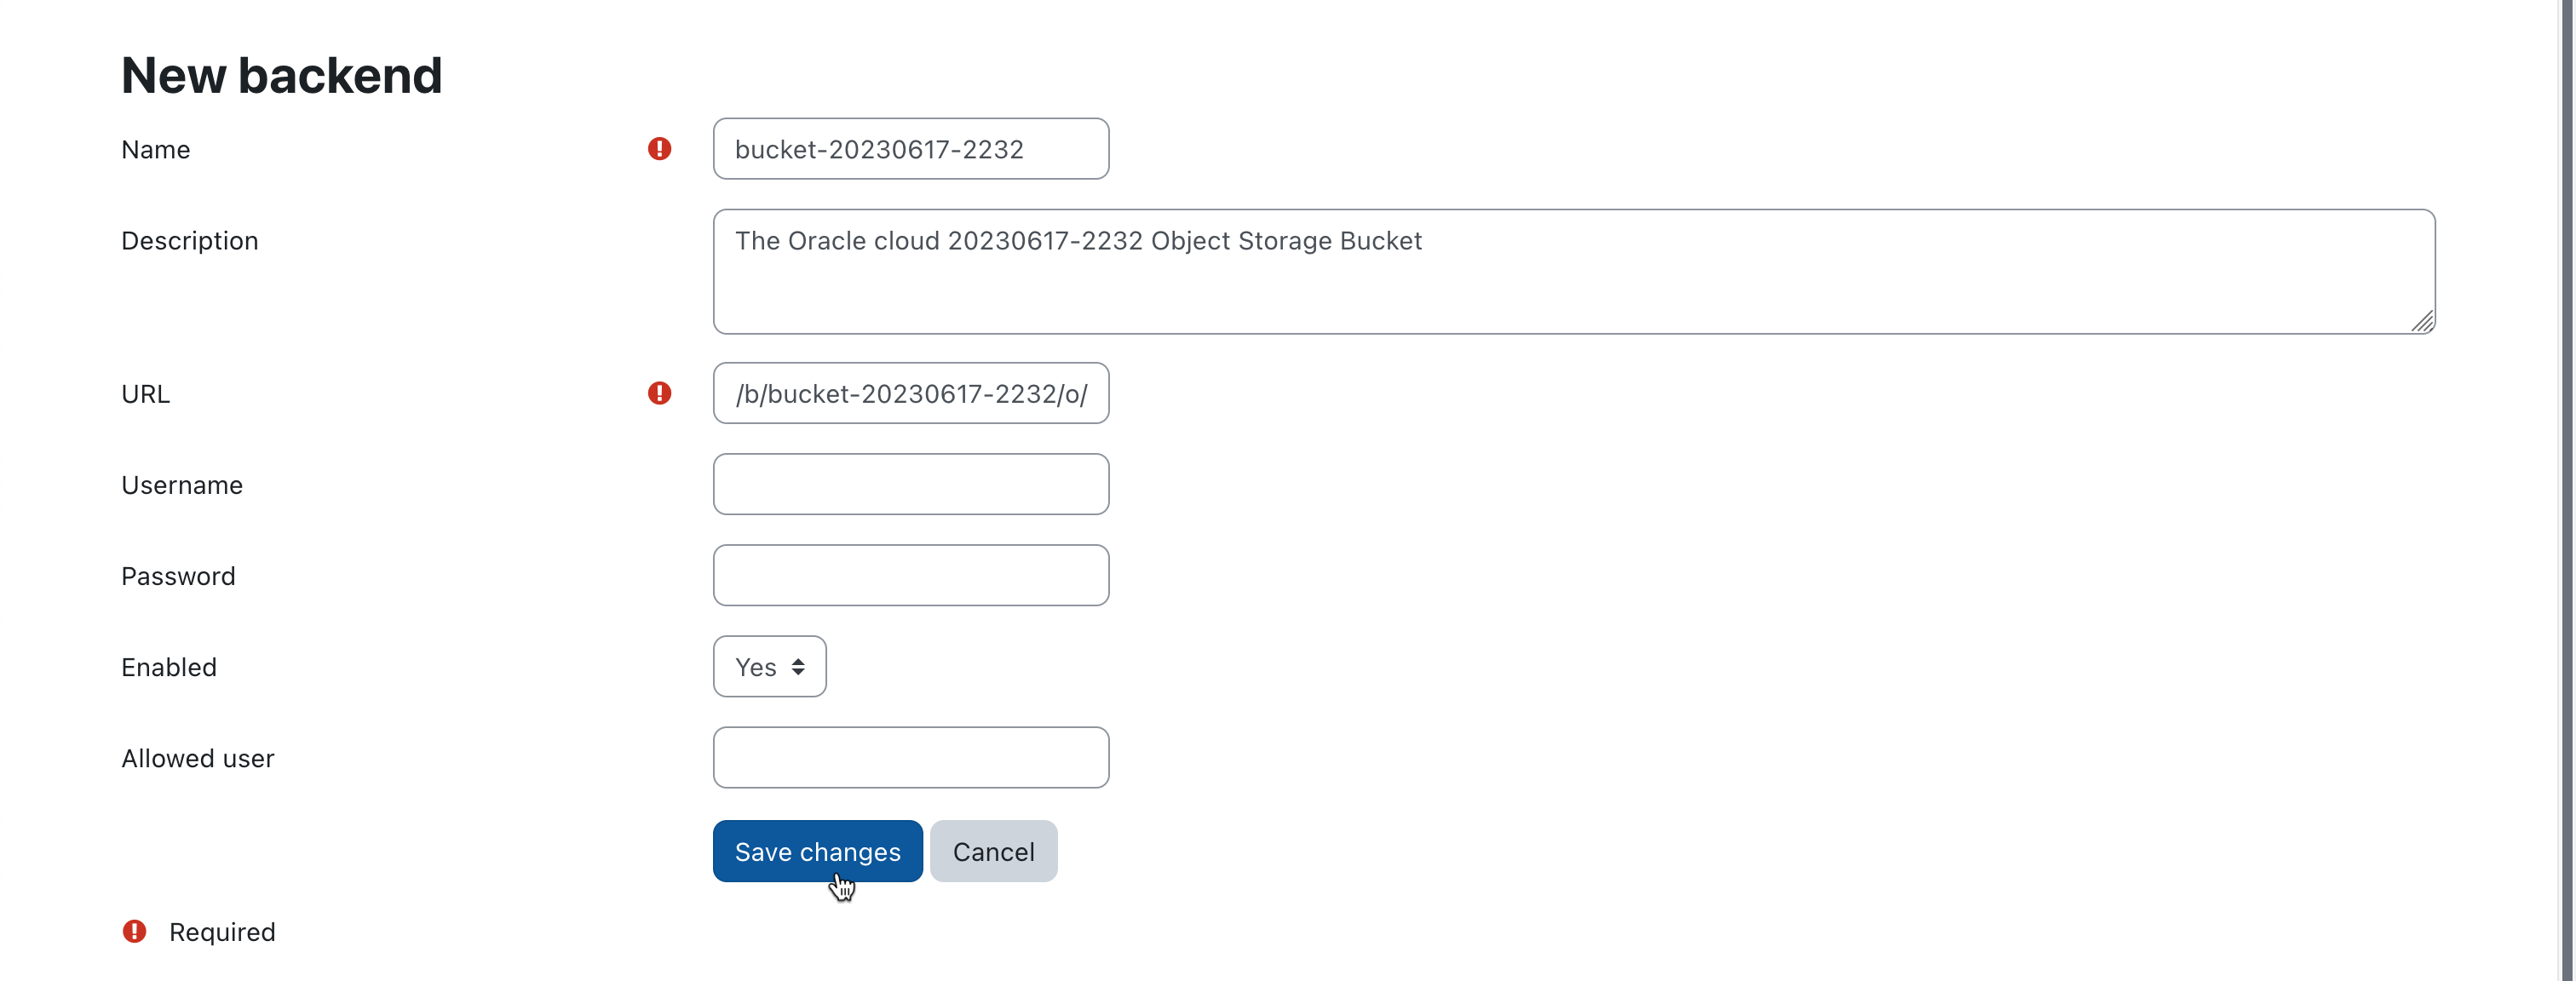 New backend
Name
bucket-20230617-2232
Description
The Oracle cloud 20230617-2232 Object Storage Bucket
URL
/b/bucket-20230617-2232/o/
Username
Password
Enabled
Yes
Allowed user
Save changes Cancel
Required